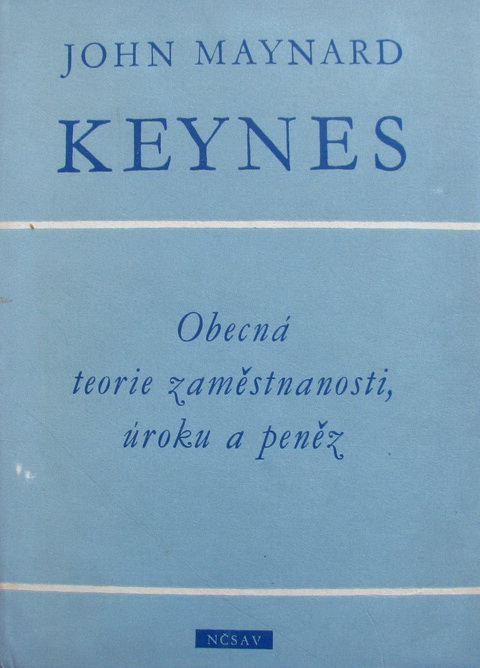 JOHN MAYNARD
KEYNES
Obecná
teorie zaměstnanosti,
úroku a peněz
NČSAV